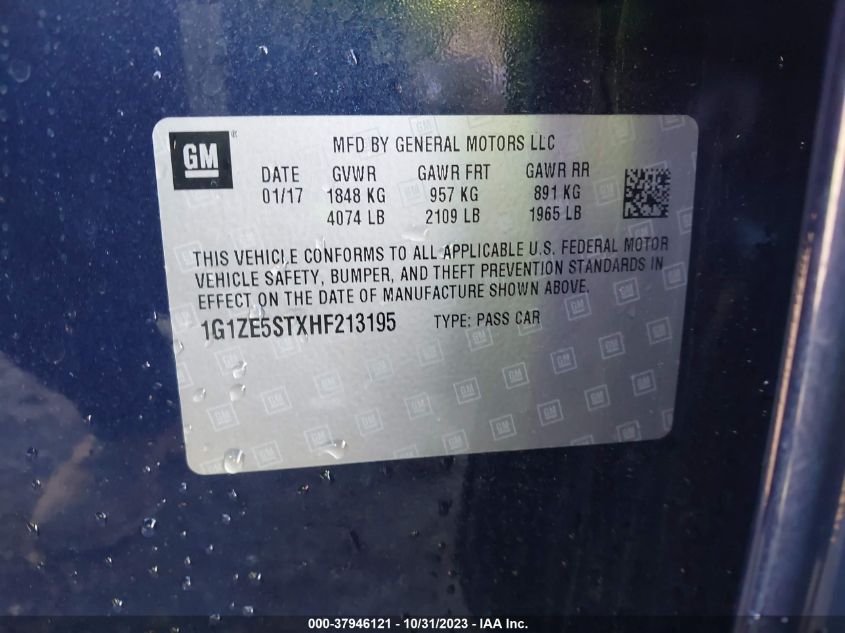 GM®
MFD BY GENERAL MOTORS LLC
DATE GVWR GAWR FRT GAWR RR
01/17 1848 KG 957 KG 891 KG
4074 LB 2109 LB 1965 LB
THIS VEHICLE CONFORMS TO ALL APPLICABLE U.S. FEDERAL MOTOR
VEHICLE SAFETY, BUMPER, AND THEFT PREVENTION STANDARDS IN
EFFECT ON THE DATE OF MANUFACTURE SHOWN ABOVE.
1G1ZE5STXHF213195 TYPE: PASS CAR
000-37946121 - 10/31/2023 - IAA Inc.